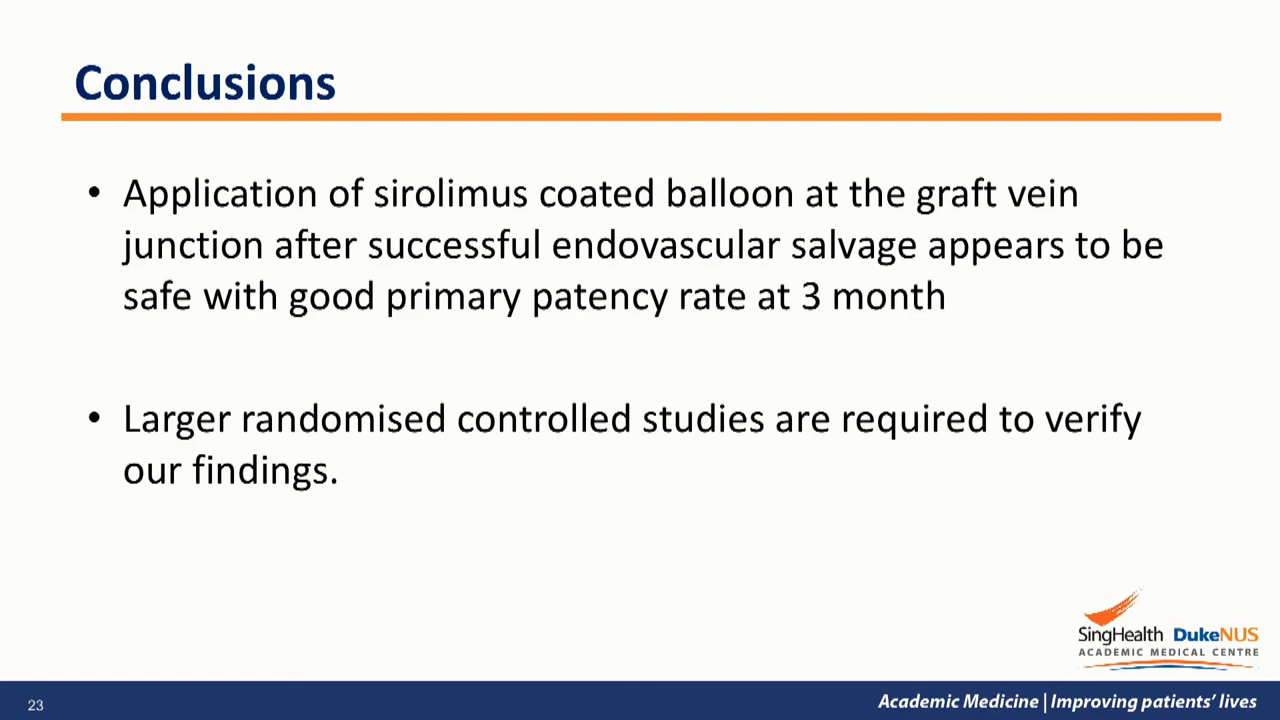 Conclusions
• Application of sirolimus coated balloon at the graft vein
junction after successful endovascular salvage appears to be
safe with good primary patency rate at 3 month
• Larger randomised controlled studies are required to verify
our findings.
SingHealth DukeNUS
ACADEMIC MEDICAL CENTRE
23
Academic Medicine | Improving patients' lives